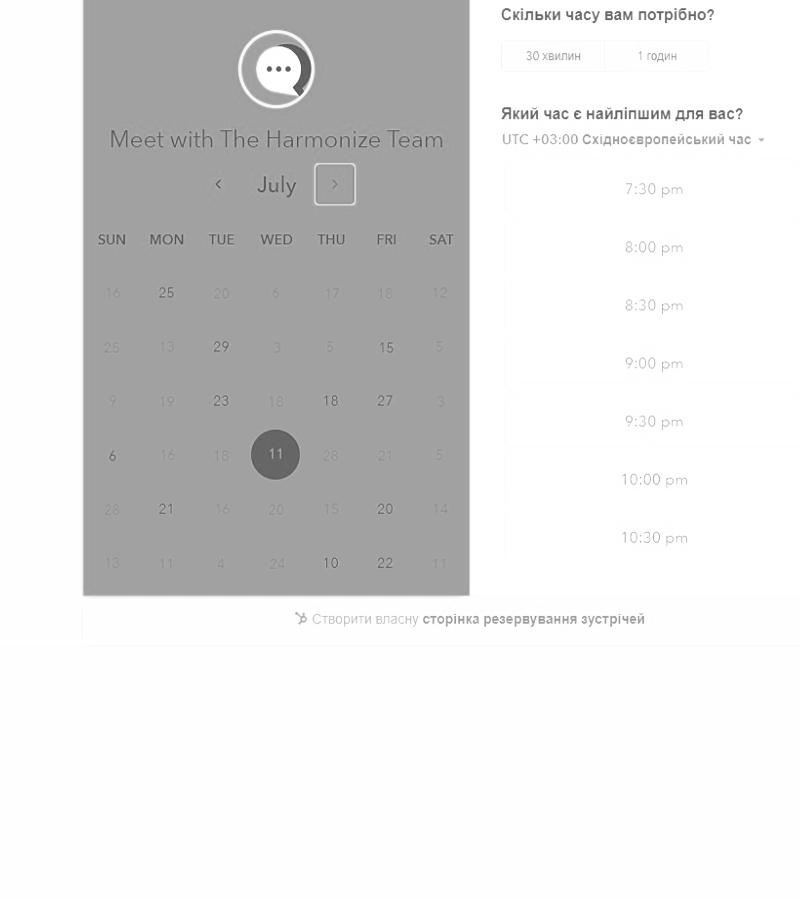 Meet with The Harmonize Team
July
SUN MON TUE WED THU FRI SAT
16 25 20 6 17 18 12
25 13 29 3 5 15 5
9 19 23 18 18 27 3
6 16 18 11 28 21 5
28 21 16 20 15 20 14
13 11 4 24 10 22 11
Скільки часу вам потрібно?
30 хвилин 1 годин
Який час є найліпшим для вас?
UTC +03:00 Східноєвропейський час
7:30 pm
8:00 pm
8:30 pm
9:00 pm
9:30 pm
10:00 pm
10:30 pm
Створити власну сторінка резервування зустрічей